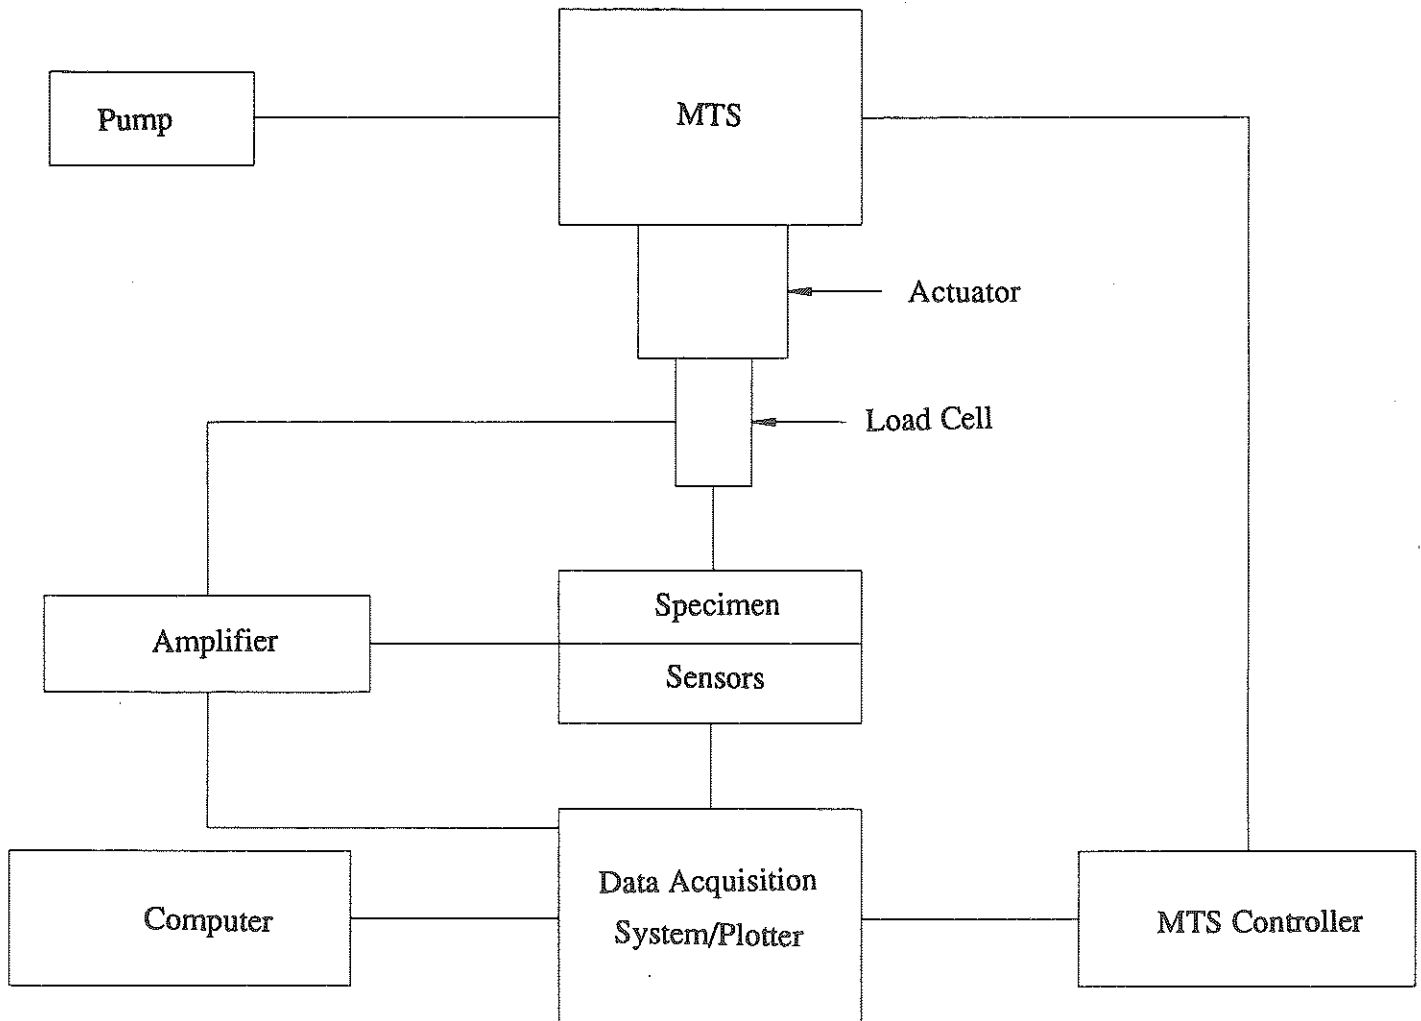 Pump
MTS
Actuator
Load Cell
Specimen
Amplifier
Sensors
Data Acquisition
System/Plotter
Computer
MTS Controller